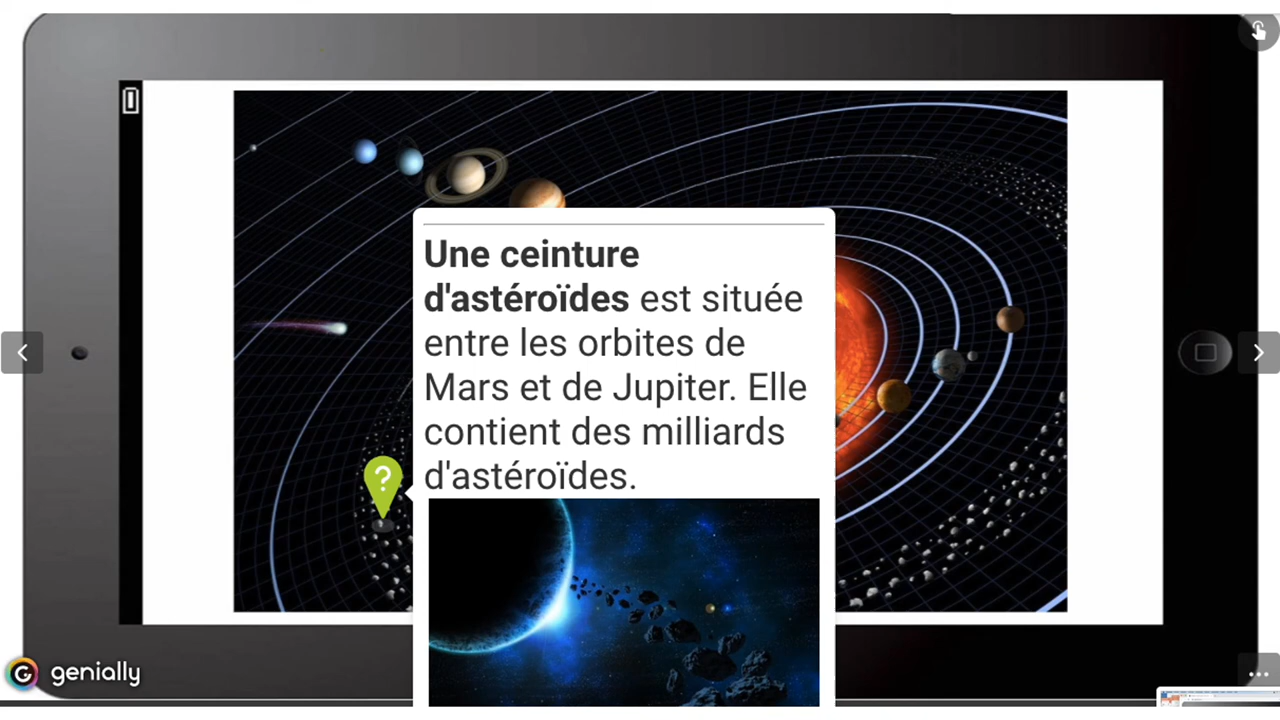 Une ceinture
d'astéroïdes est située
entre les orbites de
Mars et de Jupiter. Elle
contient des milliards
d'astéroïdes.
?
G genially